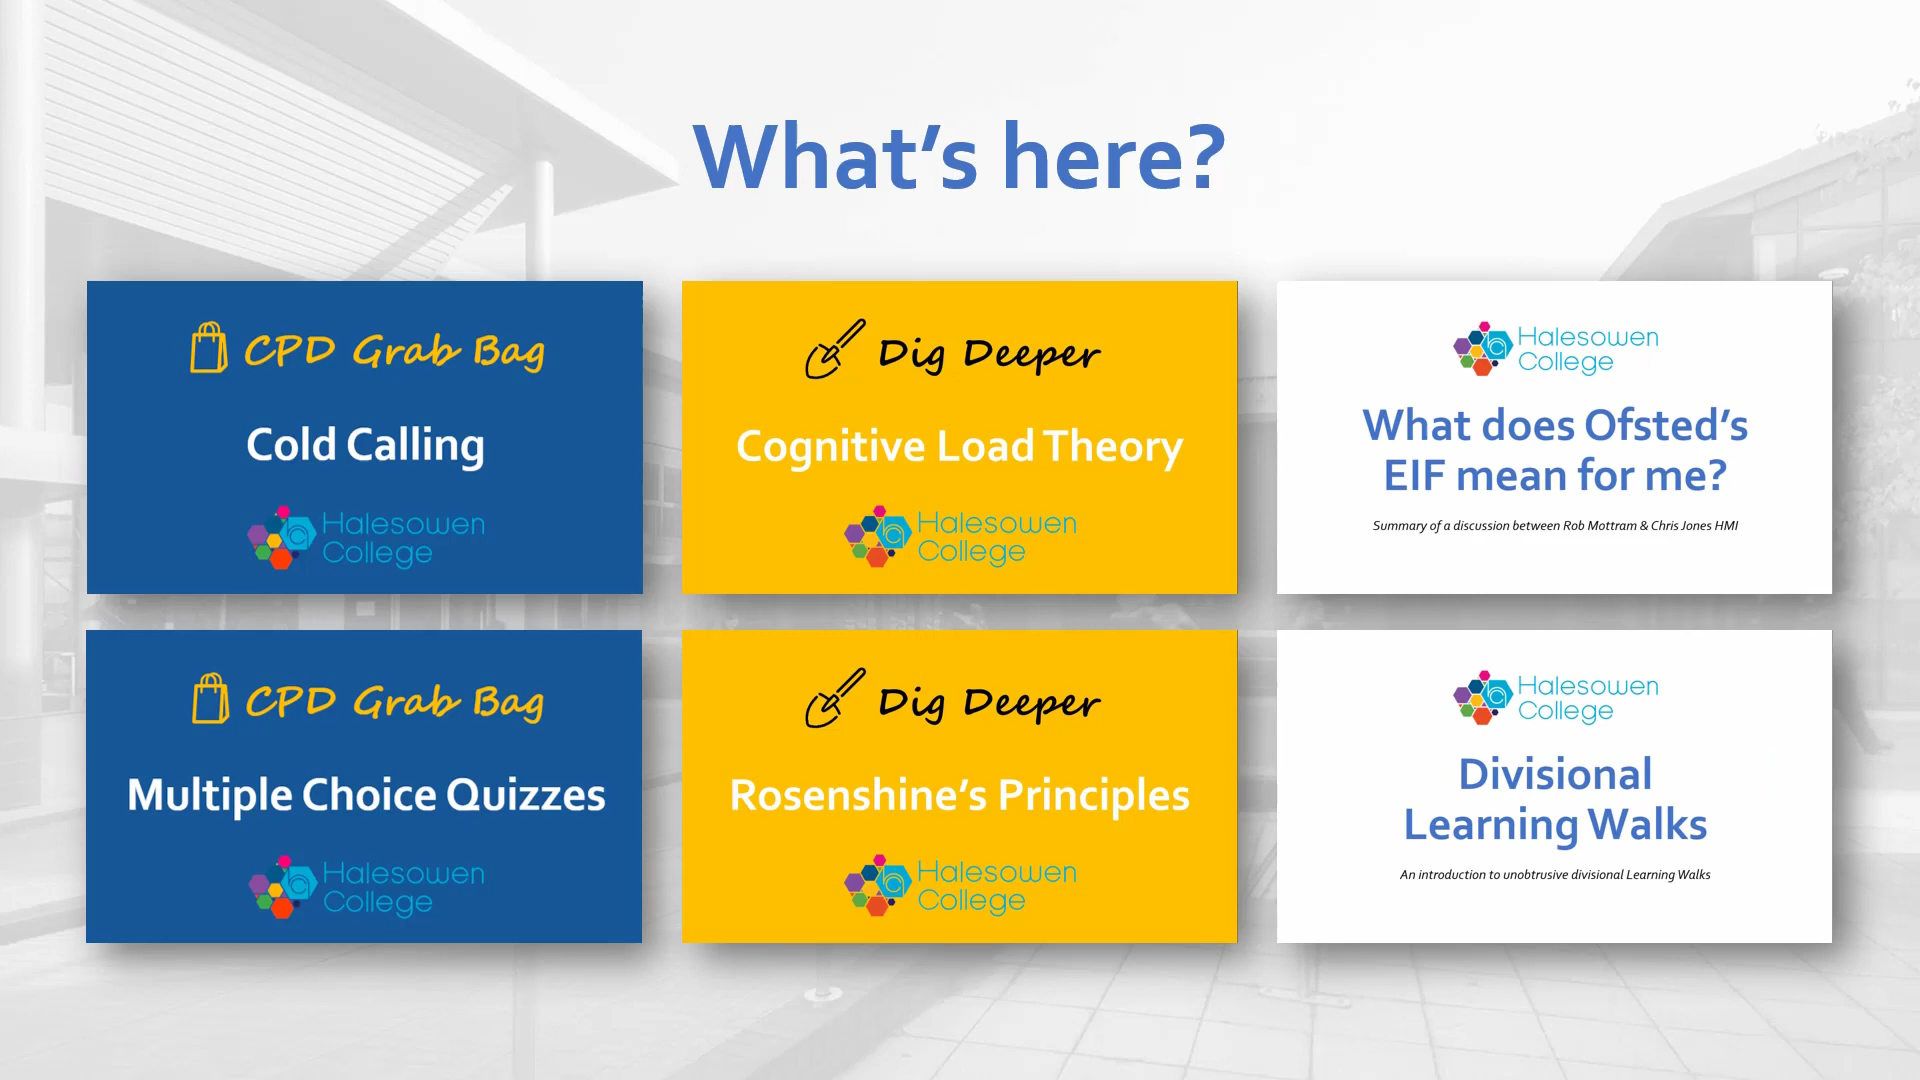 What's here?
CPD Grab Bag
Cold Calling
Halesowen
College
Dig Deeper
Cognitive Load Theory
Halesowen
College
Halesowen
College
What does Ofsted's
EIF mean for me?
Summary of a discussion between Rob Mottram & Chris Jones HMI
CPD Grab Bag
Multiple Choice Quizzes
Halesowen
College
Dig Deeper
Rosenshine's Principles
Halesowen
College
Halesowen
College
Divisional
Learning Walks
An introduction to unobtrusive divisional Learning Walks